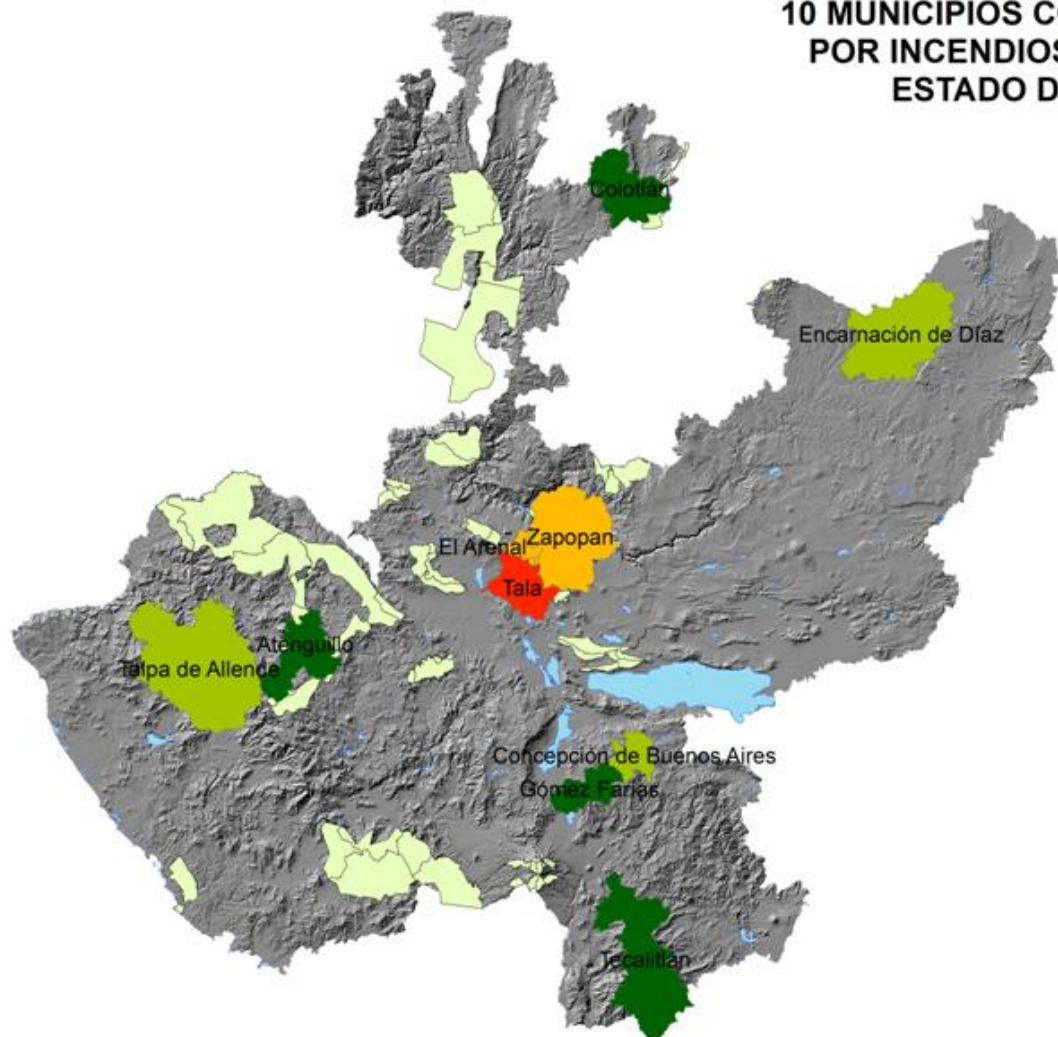 10 MUNICIPIOS
POR INCENDIOS
ESTADO D
Colotlán
Encarnación de Díaz
El Arenal
Zapopan
Tala
Atenguillo
Talpa de Allende
Concepción de Buenos Aires
Gómez Farías
Tecalitlán